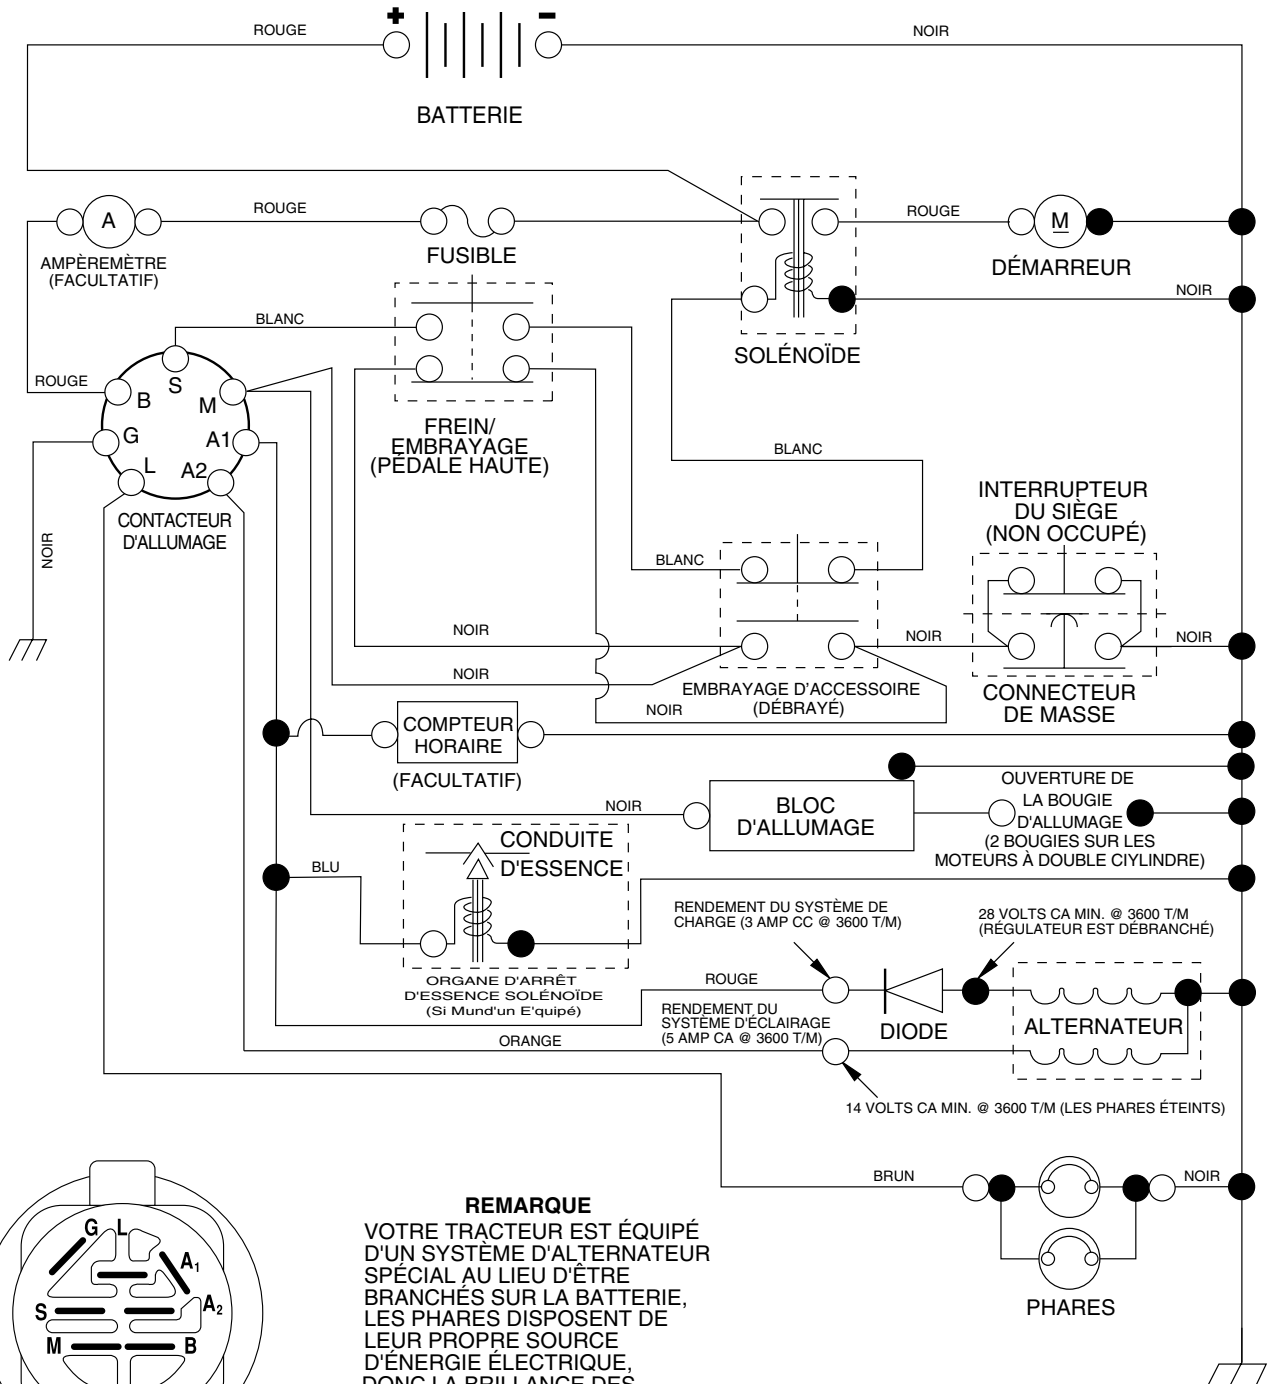 + -
ROUGE
NOIR
BATTERIE
A
ROUGE
ROUGE
M
AMPÈREMÈTRE
(FACULTATIF)
FUSIBLE
DÉMARREUR
NOIR
BLANC
SOLÉNOÏDE
ROUGE
S
B
M
G
A1
L
A2
FREIN/
EMBRAYAGE
(PÉDALE HAUTE)
BLANC
CONTACTEUR
D'ALLUMAGE
NOIR
INTERRUPTEUR
DU SIÈGE
(NON OCCUPÉ)
BLANC
NOIR
NOIR
NOIR
NOIR
EMBRAYAGE D'ACCESSOIRE
(DÉBRAYÉ)
CONNECTEUR
DE MASSE
NOIR
COMPTEUR
HORAIRE
(FACULTATIF)
NOIR
BLOC
D'ALLUMAGE
OUVERTURE DE
LA BOUGIE
D'ALLUMAGE
(2 BOUGIES SUR LES
MOTEURS À DOUBLE CIYLINDRE)
CONDUITE
D'ESSENCE
BLU
RENDEMENT DU SYSTÈME DE
CHARGE (3 AMP CC @ 3600 T/M)
28 VOLTS CA MIN. @ 3600 T/M
(RÉGULATEUR EST DÉBRANCHÉ)
ORGANE D'ARRÊT
D'ESSENCE SOLÉNOÏDE
(Si Mund'un E'quipé)
ROUGE
RENDEMENT DU
SYSTÈME D'ÉCLAIRAGE
(5 AMP CA @ 3600 T/M)
DIODE
ALTERNATEUR
ORANGE
14 VOLTS CA MIN. @ 3600 T/M (LES PHARES ÉTEINTS)
BRUN
NOIR
PHARES
G L
A1
S
A2
M
B
REMARQUE
VOTRE TRACTEUR EST ÉQUIPÉ
D'UN SYSTÈME D'ALTERNATEUR
SPÉCIAL AU LIEU D'ÊTRE
BRANCHÉS SUR LA BATTERIE,
LES PHARES DISPOSENT DE
LEUR PROPRE SOURCE
D'ÉNERGIE ÉLECTRIQUE,
DONC LA BRILLANCE DES